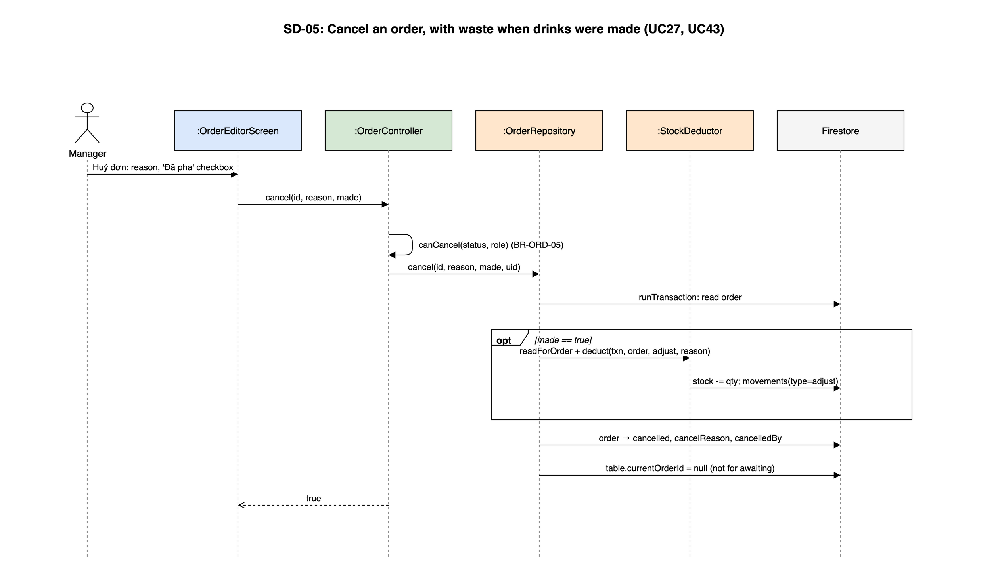 SD-05: Cancel an order, with waste when drinks were made (UC27, UC43)
Manager
:OrderEditorScreen
:OrderController
:OrderRepository
:StockDeductor
Firestore
Huỷ đơn: reason, 'Đã pha' checkbox
cancel(id, reason, made)
canCancel(status, role) (BR-ORD-05)
cancel(id, reason, made, uid)
runTransaction: read order
opt
[made == true]
readForOrder + deduct(txn, order, adjust, reason)
stock -= qty; movements(type=adjust)
order → cancelled, cancelReason, cancelledBy
table.currentOrderId = null (not for awaiting)
true